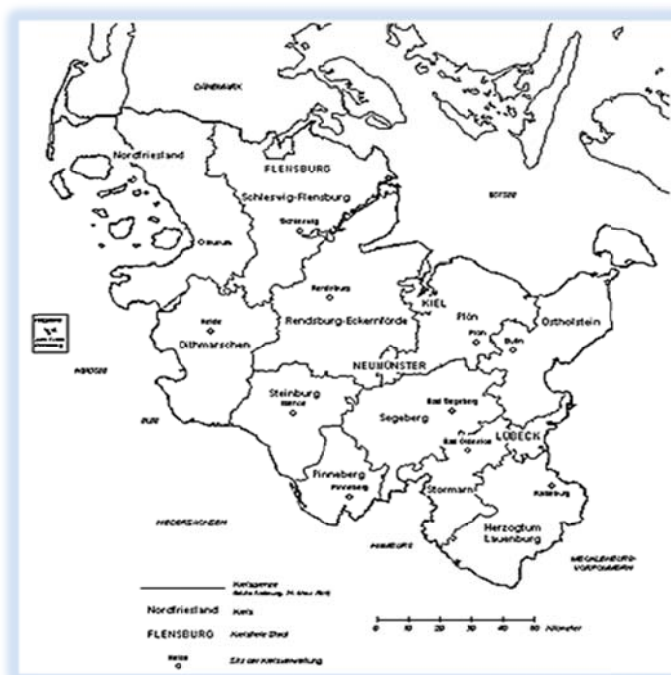 DÄNEMARK
Nordfriesland
FLENSBURG
Schleswig-Flensburg
Schleswig
Husum
OSTSEE
Rendsburg
KIEL
Plön
Ostholstein
Heide
Rendsburg-Eckernförde
Plön
Eutin
Dithmarschen
NORDSEE
NEUMÜNSTER
Steinburg
Itzehoe
Bad Segeberg
Segeberg
ELBE
LÜBECK
Bad Oldesloe
Pinneberg
Pinneberg
Stormarn
Ratzeburg
NIEDERSACHSEN
Herzogtum
Lauenburg
HAMBURG
MECKLENBURG-
VORPOMMERN
Kreisgrenze
Nordfriesland Kreis
FLENSBURG Kreisfreie Stadt
0 10 20 30 40 50 Kilometer
Heide Sitz der Kreisverwaltung